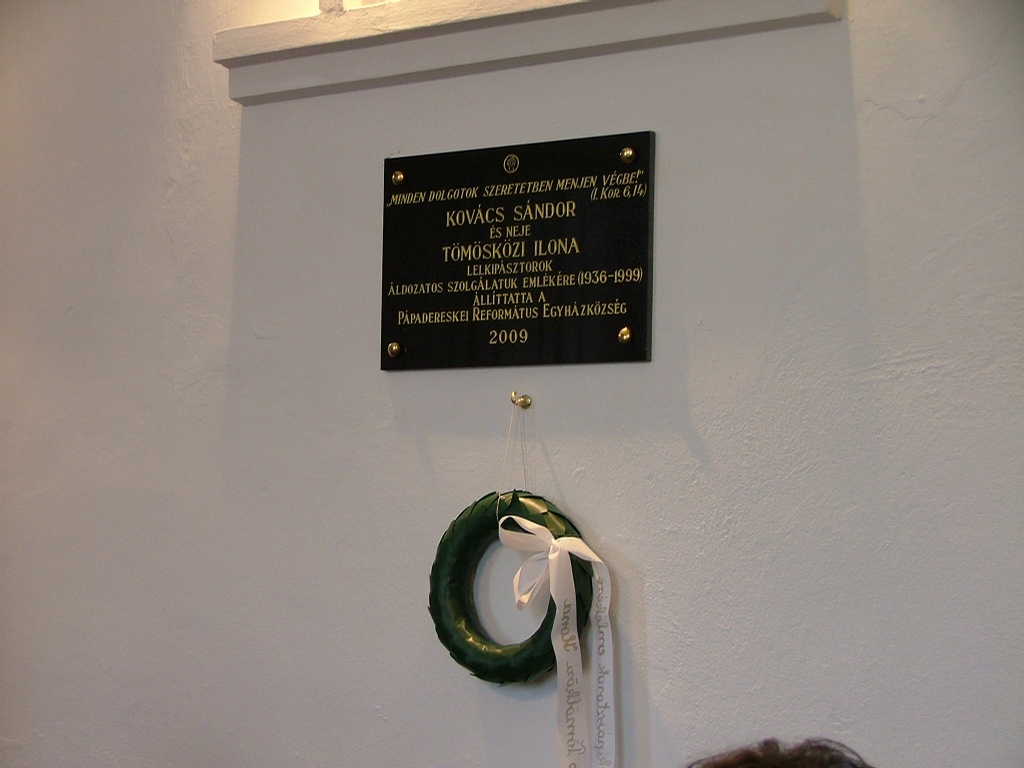 „MINDEN DOLGOTOK SZERETETBEN MENJEN VÉGBE!"
(I. KOR. 6,14)
KOVÁCS SÁNDOR
ÉS NEJE
TÖMÖSKÖZI ILONA
LELKIPÁSZTOROK
ÁLDOZATOS SZOLGÁLATUK EMLÉKÉRE (1936-1999)
ÁLLÍTTATTA A
PÁPADERESKEI REFORMÁTUS EGYHÁZKÖZSÉG
2009